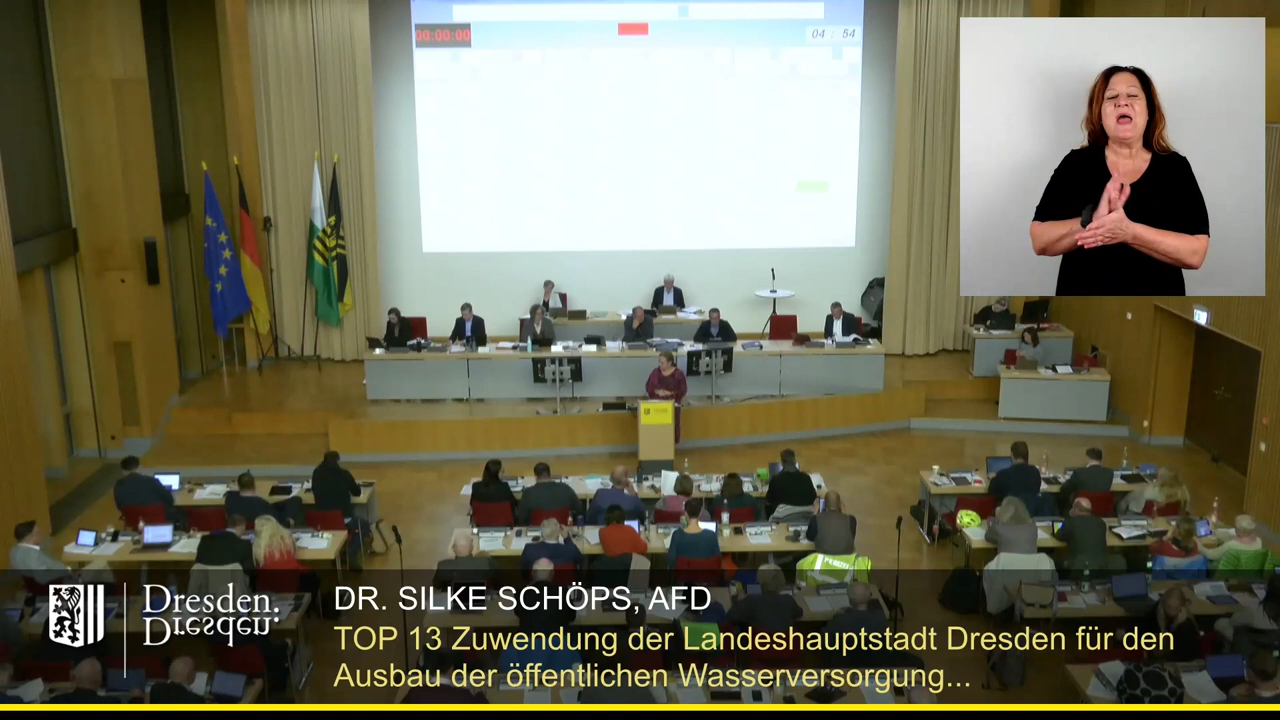 00:00:00
04 : 54
POLIZEI
Dresden.
Dresden.
DR. SILKE SCHÖPS, AFD
TOP 13 Zuwendung der Landeshauptstadt Dresden für den
Ausbau der öffentlichen Wasserversorgung...